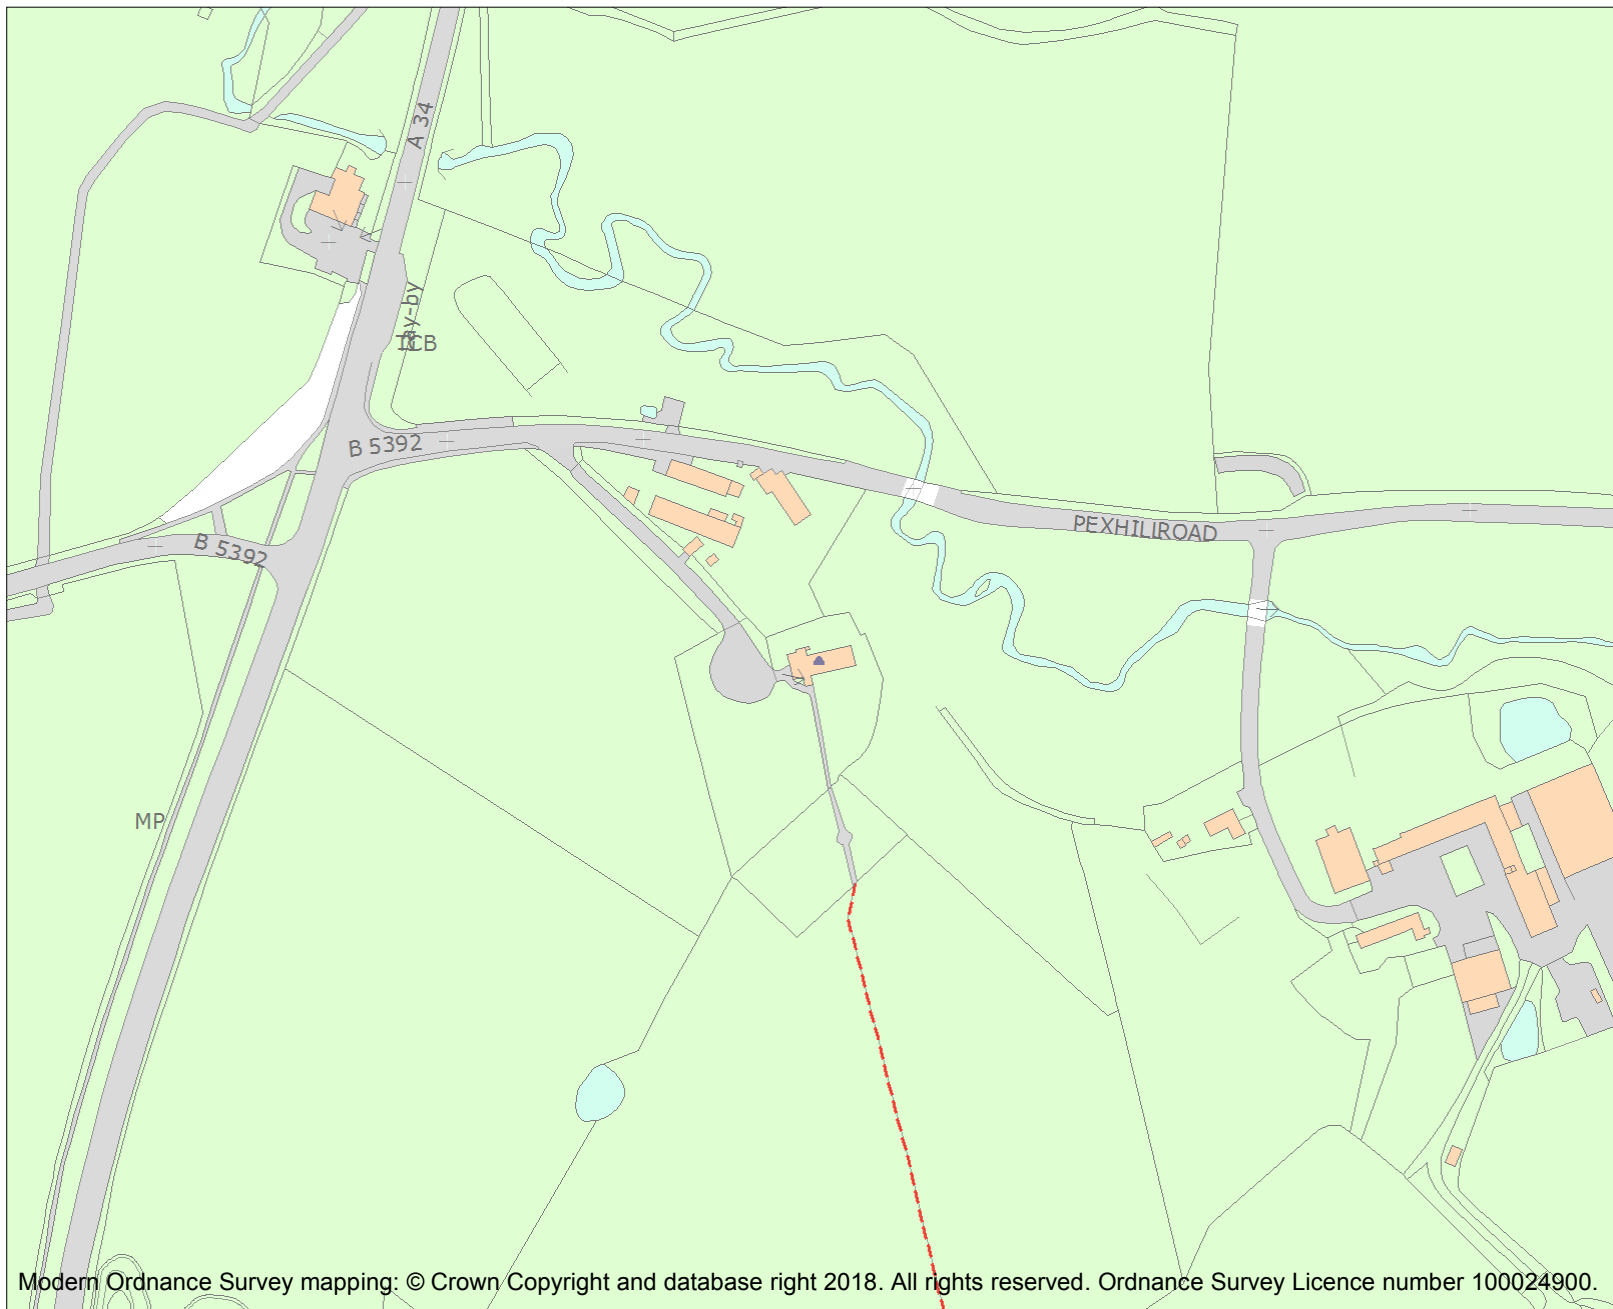 A 34
Lay-by
TCB
B 5392
PEXHILL ROAD
B 5392
MP
Modern Ordnance Survey mapping: © Crown Copyright and database right 2018. All rights reserved. Ordnance Survey Licence number 100024900.